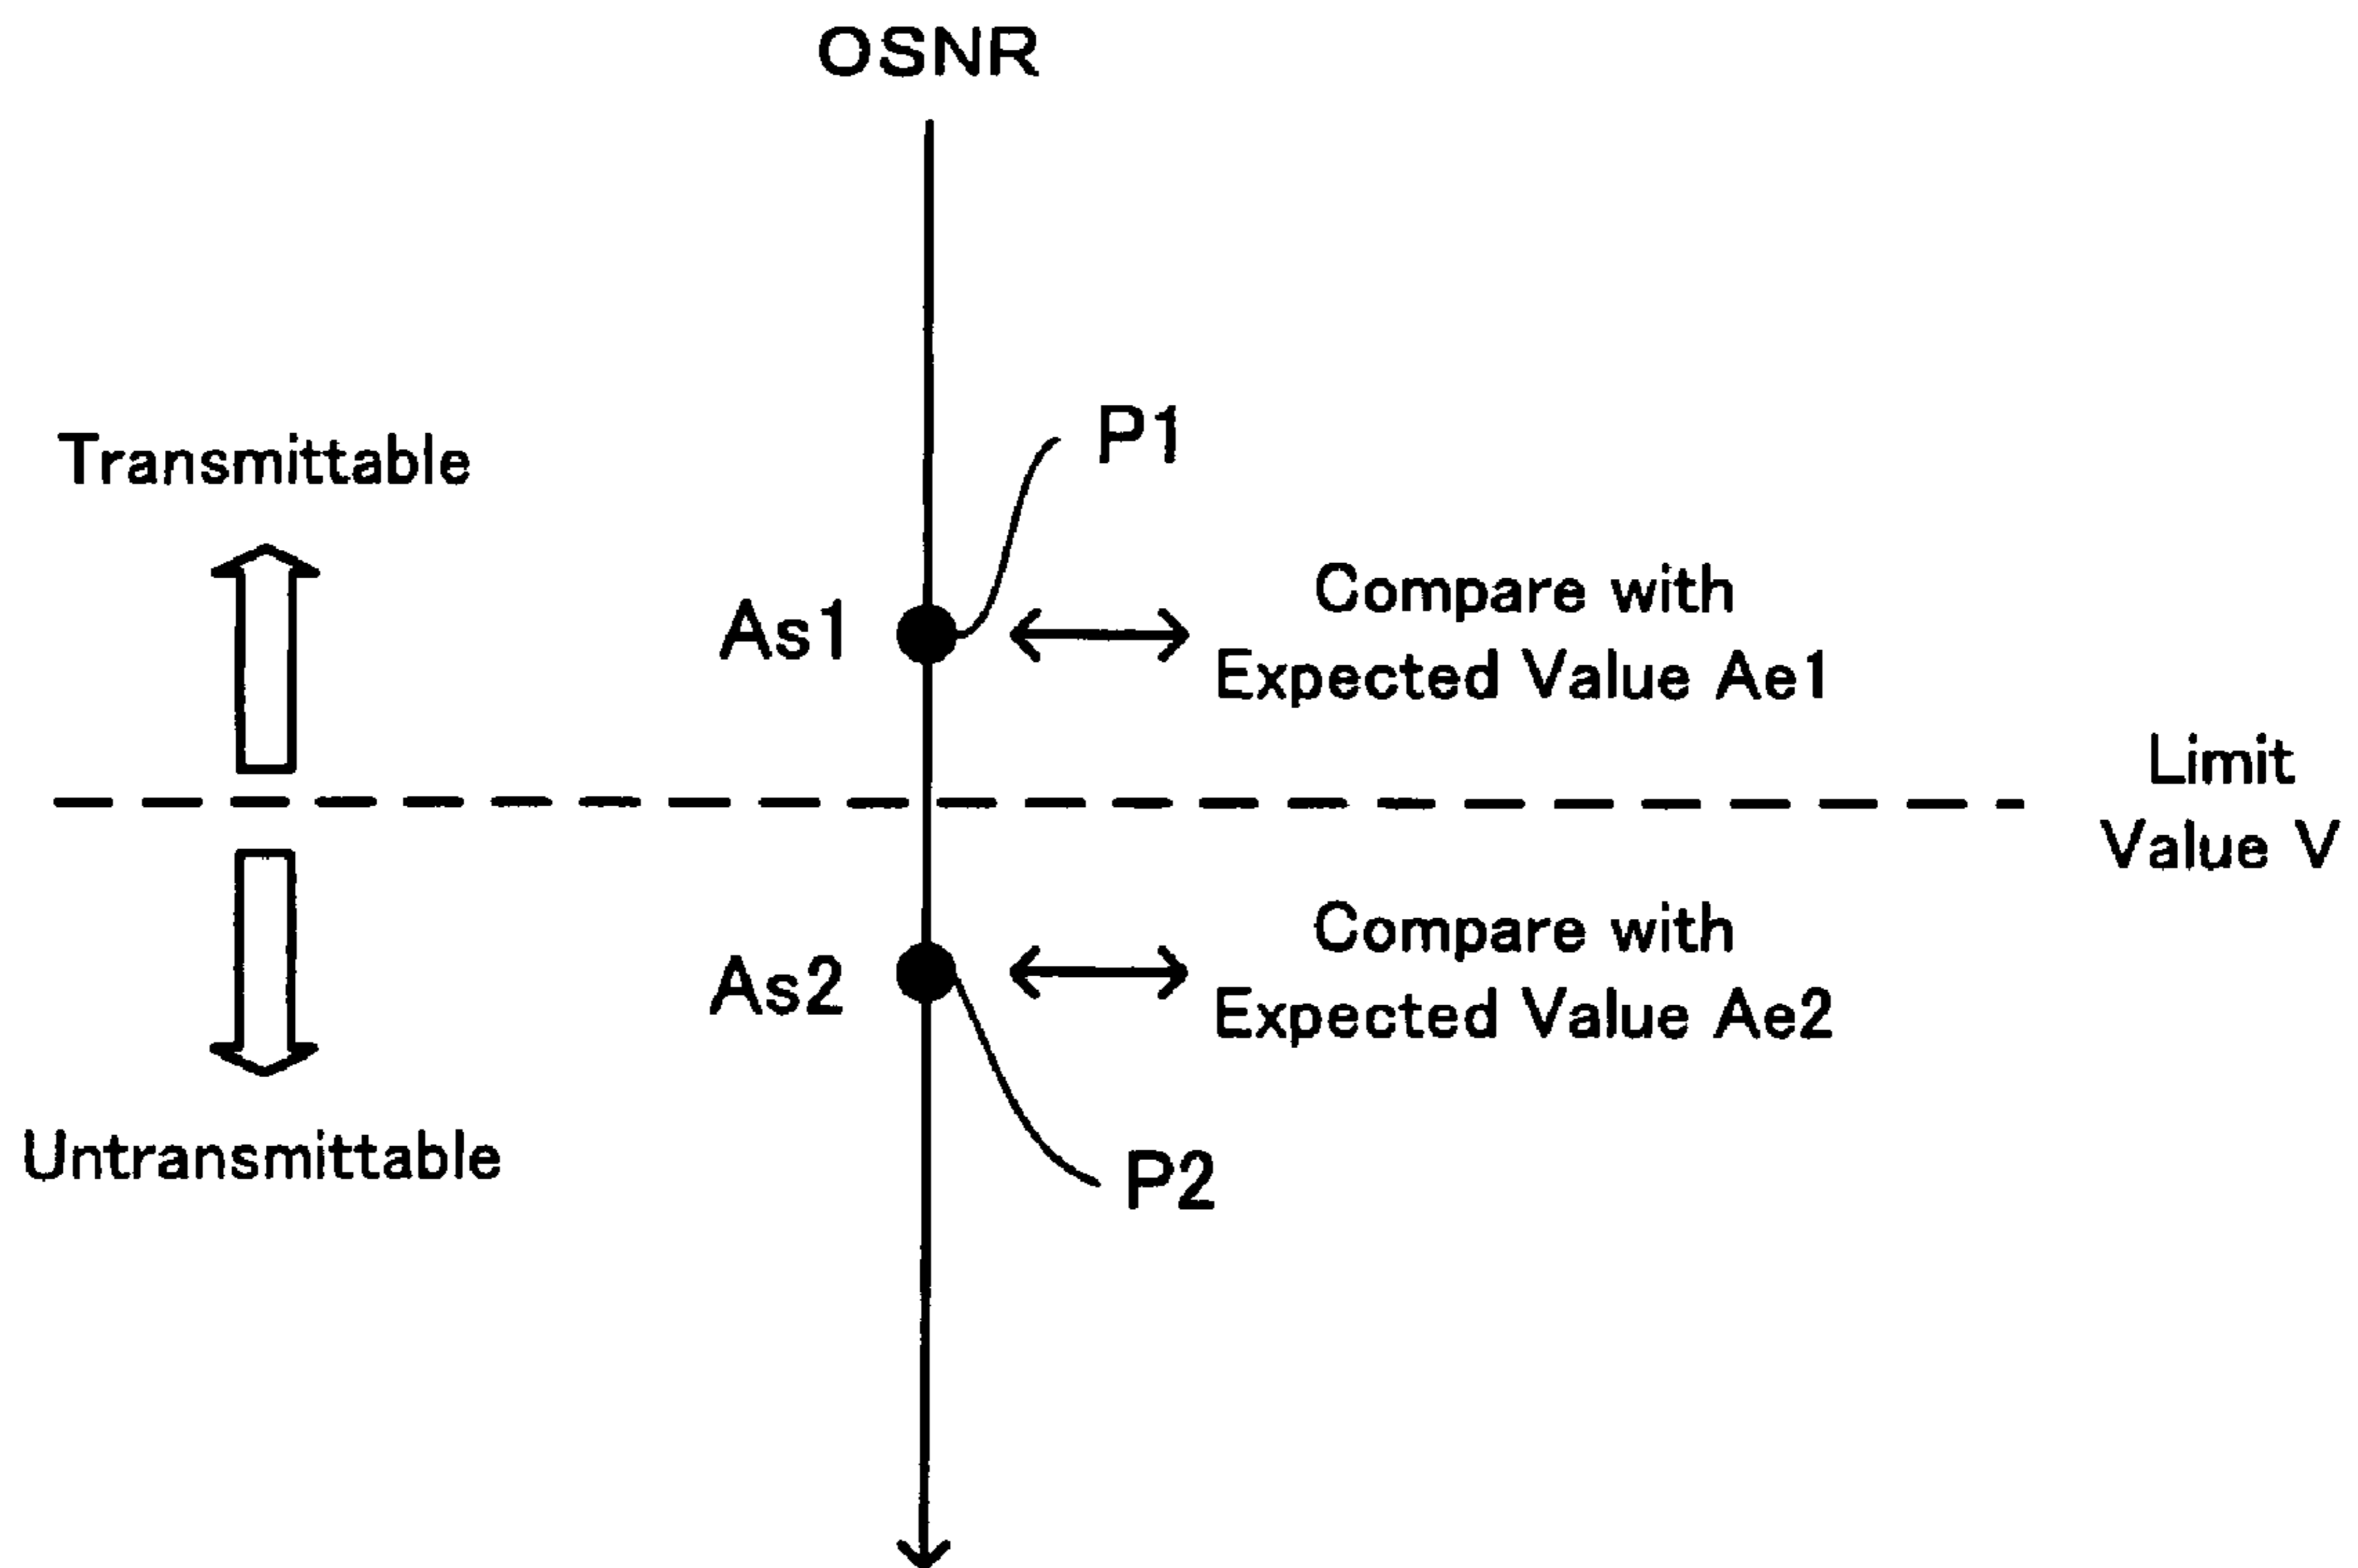 OSNR
P1
Transmittable
As1
Compare with
Expected Value Ae1
Limit
Value V
As2
Compare with
Expected Value Ae2
Untransmittable
P2